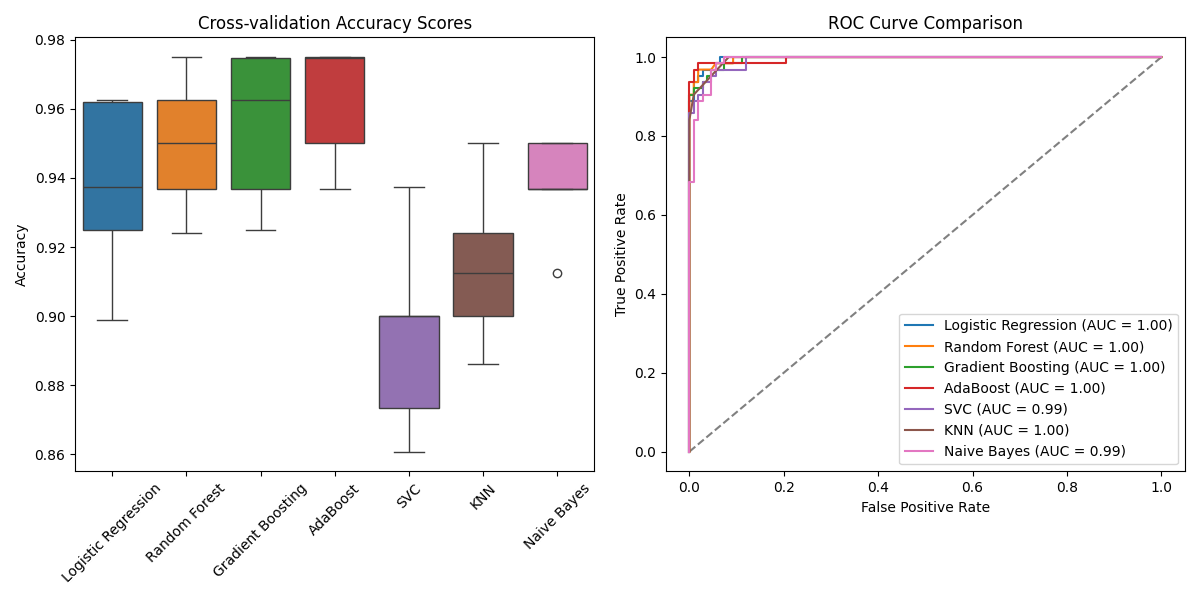 Cross-validation Accuracy Scores
Accuracy
0.98
0.96
0.94
0.92
0.90
0.88
0.86
Logistic Regression
Random Forest
Gradient Boosting
AdaBoost
SVC
KNN
Naive Bayes
ROC Curve Comparison
True Positive Rate
1.0
0.8
0.6
0.4
0.2
0.0
Logistic Regression (AUC = 1.00)
Random Forest (AUC = 1.00)
Gradient Boosting (AUC = 1.00)
AdaBoost (AUC = 1.00)
SVC (AUC = 0.99)
KNN (AUC = 1.00)
Naive Bayes (AUC = 0.99)
0.0 0.2 0.4 0.6 0.8 1.0
False Positive Rate